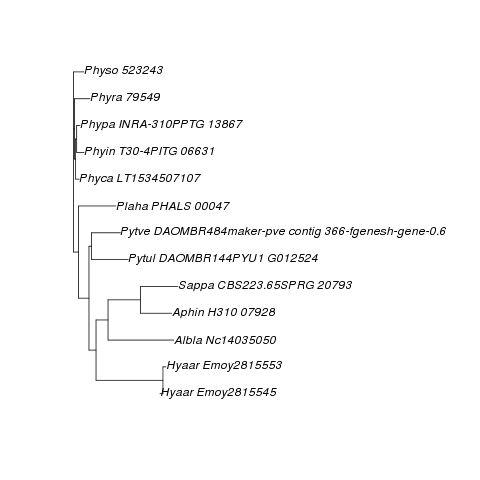 Physo 523243
Phyra 79549
Phypa INRA-310PPTG 13867
Phyin T30-4PITG 06631
Phyca LT1534507107
Plaha PHALS 00047
Pytve DAOMBR484maker-pve contig 366-fgenesh-gene-0.6
Pytul DAOMBR144PYU1 G012524
Sappa CBS223.65SPRG 20793
Aphin H310 07928
Albla Nc14035050
Hyaar Emoy2815553
Hyaar Emoy2815545